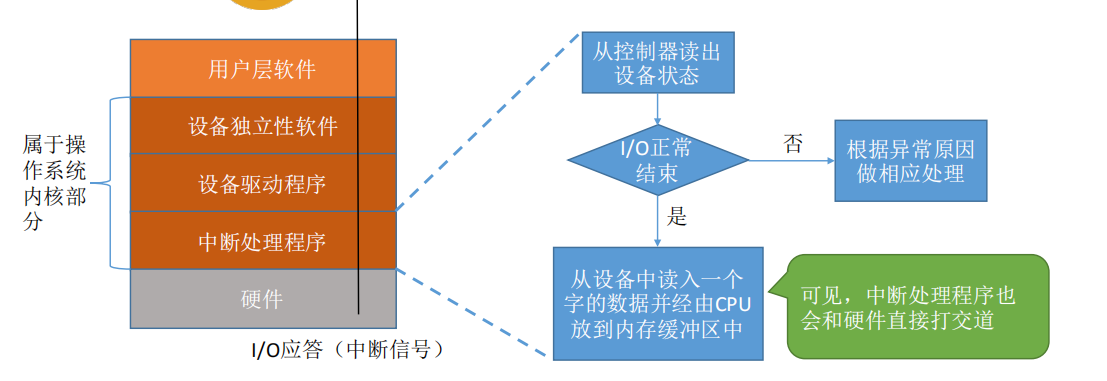 用户层软件
设备独立性软件
设备驱动程序
中断处理程序
硬件
属于操
作系统
内核部
分
I/O应答（中断信号）
从控制器读出
设备状态
I/O正常
结束
否
根据异常原因
做相应处理
是
从设备中读入一个
字的数据并经由CPU
放到内存缓冲区中
可见，中断处理程序也
会和硬件直接打交道